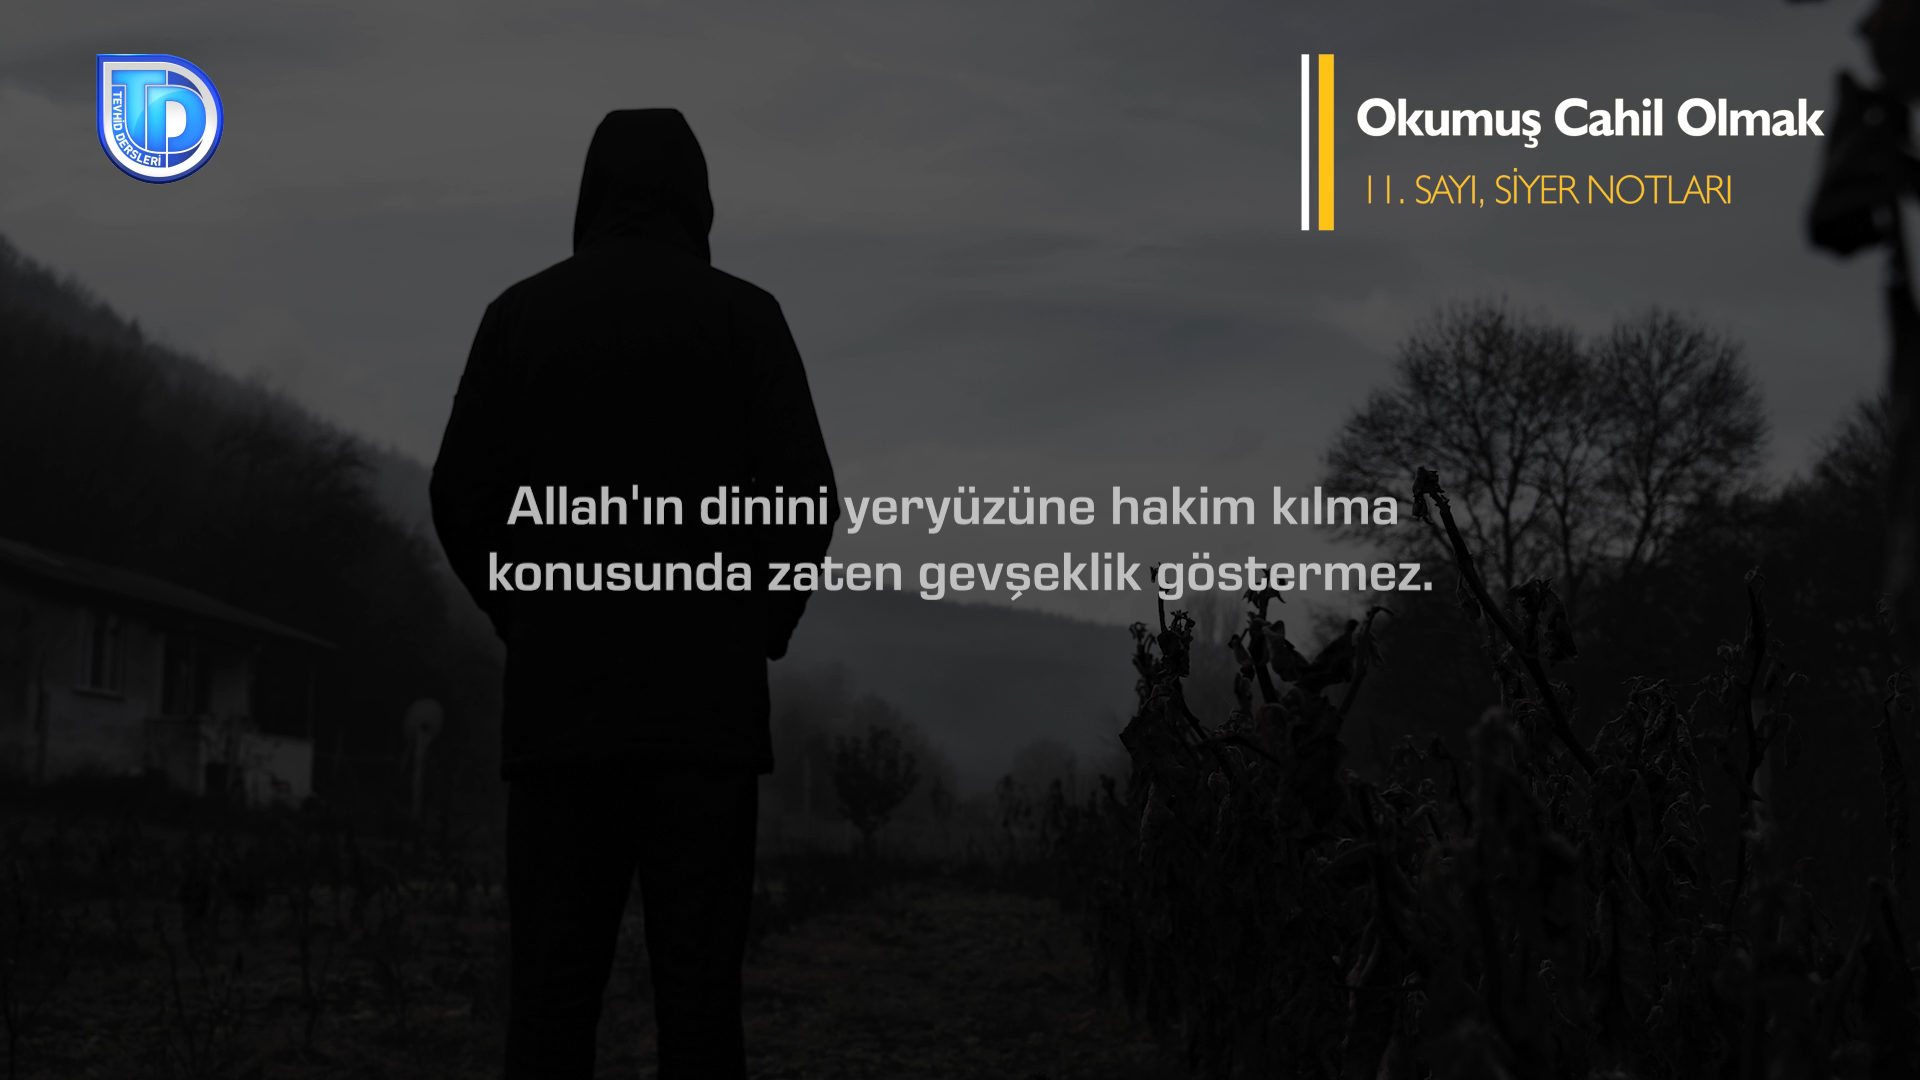 TD
TEVHİD DERSLERİ
Okumuş Cahil Olmak
11. SAYI, SİYER NOTLARI
Allah'ın dinini yeryüzüne hakim kılma
konusunda zaten gevşeklik göstermez.